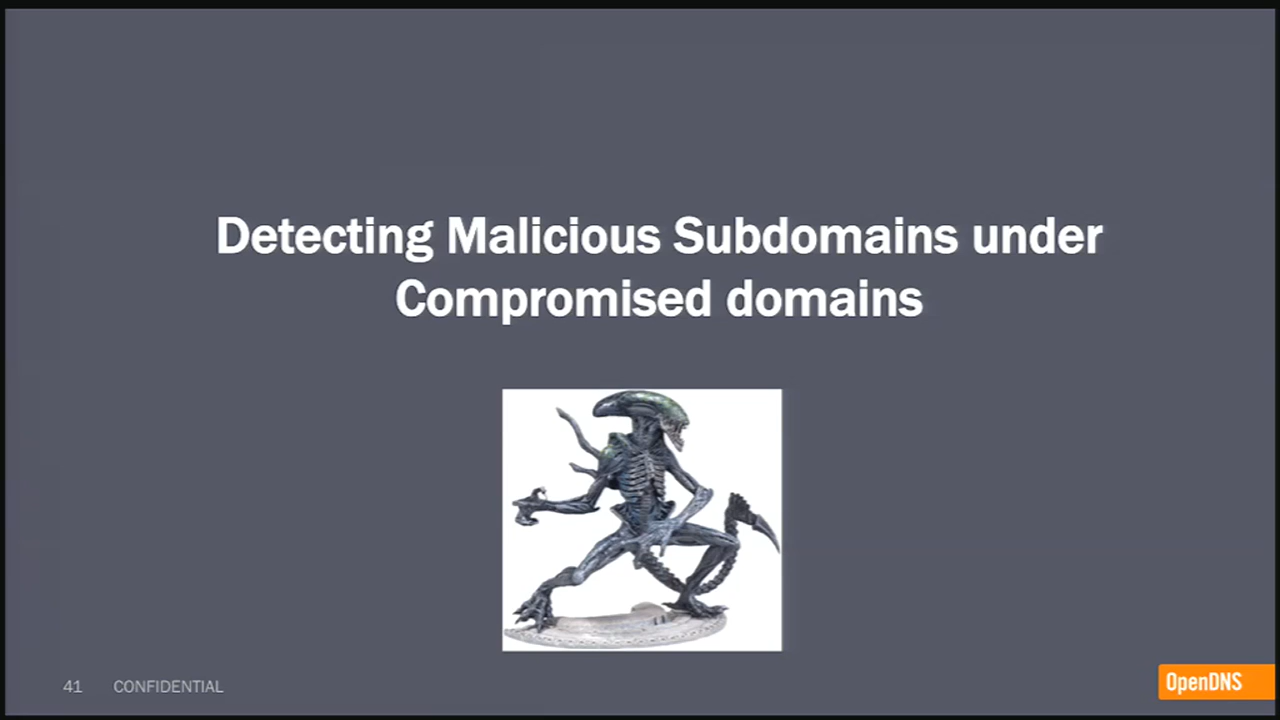 Detecting Malicious Subdomains under
Compromised domains
41 CONFIDENTIAL
OpenDNS